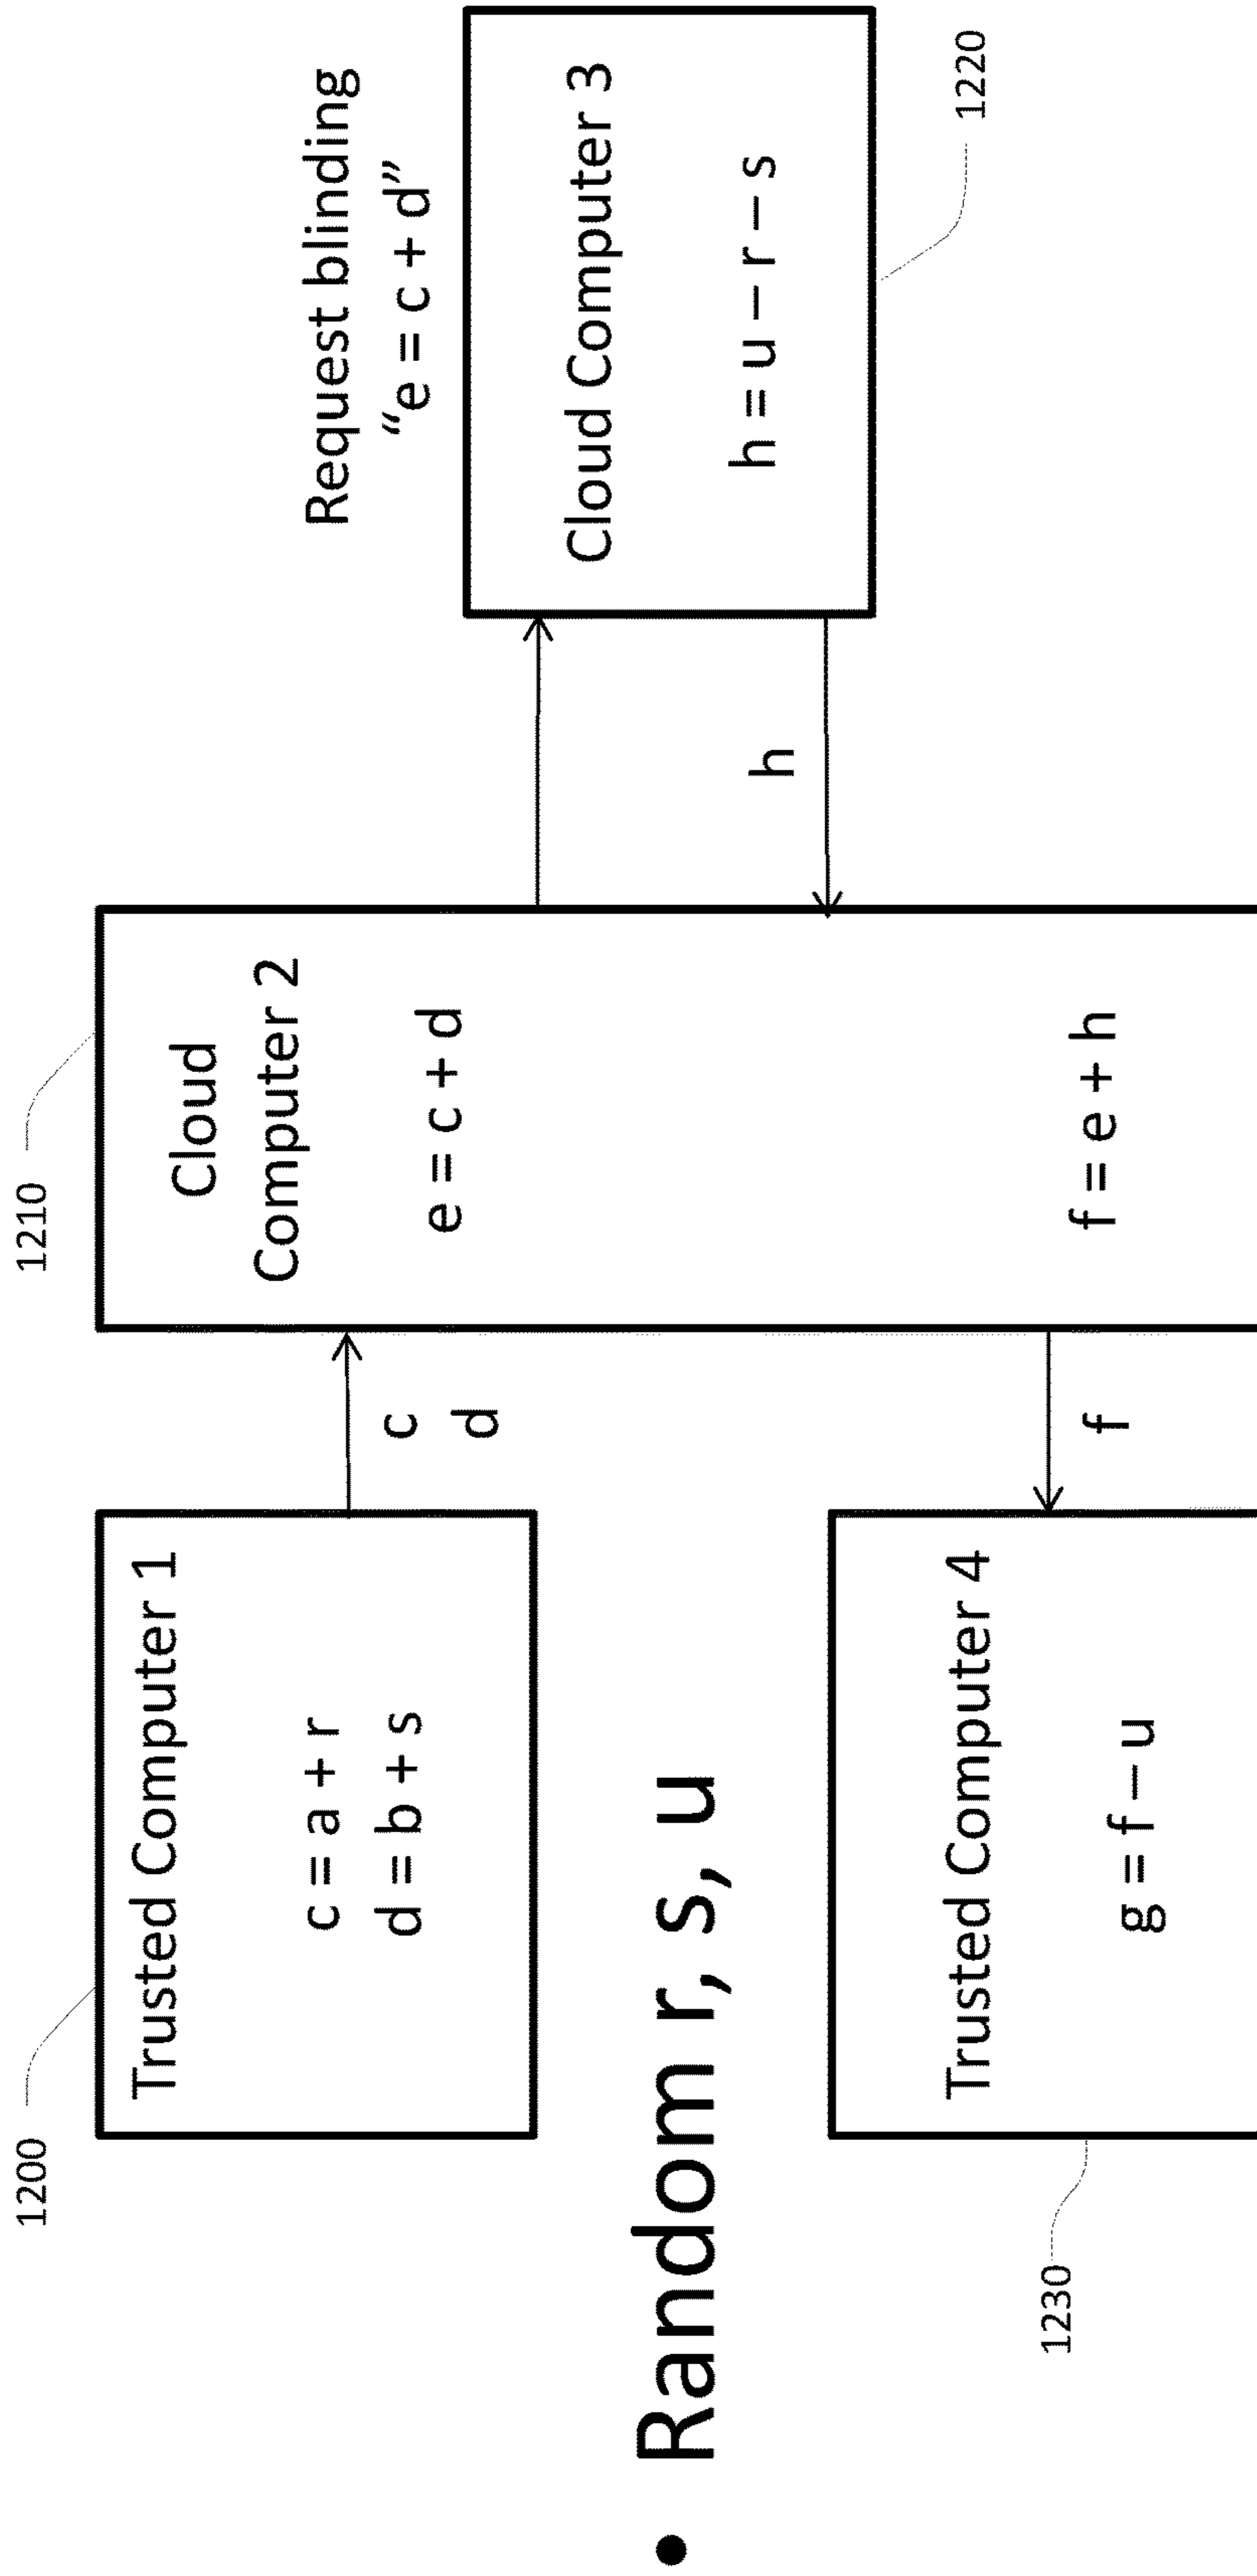 1200
Trusted Computer 1
c = a + r
d = b + s
c
d
1210
Cloud
Computer 2
e = c + d
f = e + h
Request blinding
“e = c + d”
Cloud Computer 3
h = u – r – s
1220
h
• Random r, s, u
f
Trusted Computer 4
g = f – u
1230